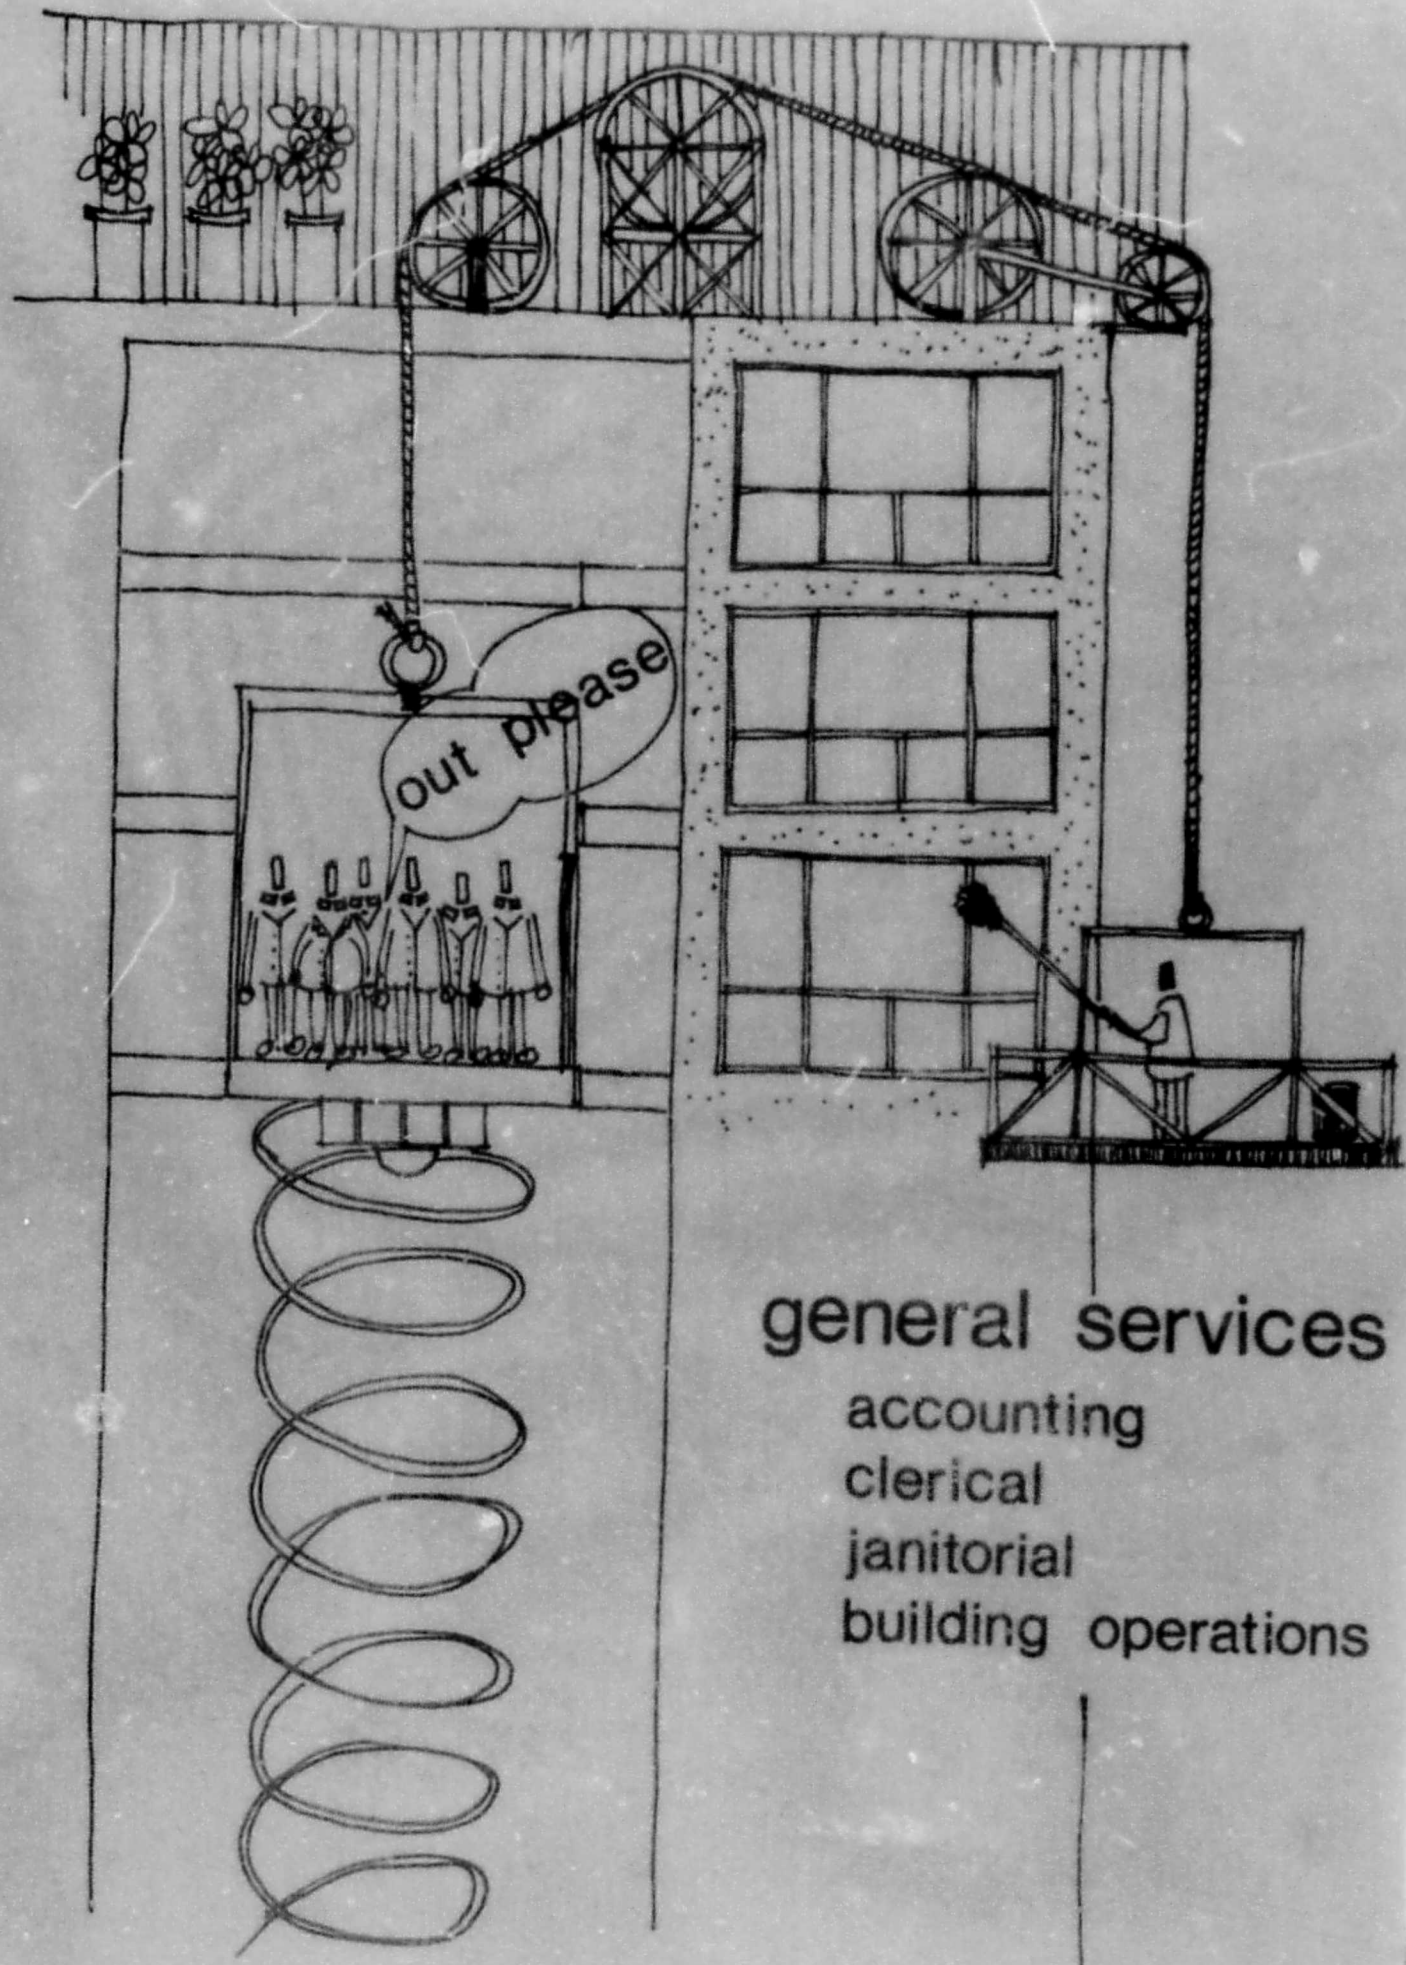 out please
general services
accounting
clerical
janitorial
building operations